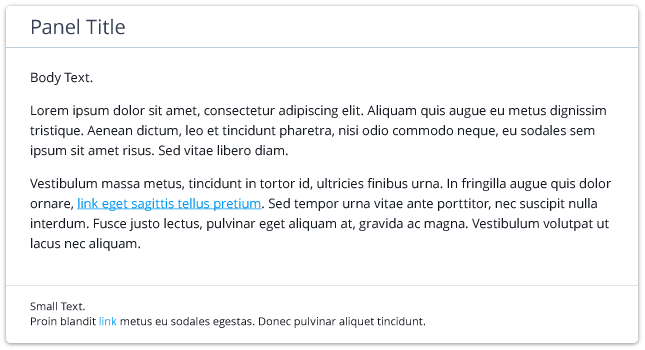 Panel Title
Body Text.
Lorem ipsum dolor sit amet, consectetur adipiscing elit. Aliquam quis augue eu metus dignissim
tristique. Aenean dictum, leo et tincidunt pharetra, nisi odio commodo neque, eu sodales sem
ipsum sit amet risus. Sed vitae libero diam.
Vestibulum massa metus, tincidunt in tortor id, ultricies finibus urna. In fringilla augue quis dolor
ornare, link eget sagittis tellus pretium. Sed tempor urna vitae ante porttitor, nec suscipit nulla
interdum. Fusce justo lectus, pulvinar eget aliquam at, gravida ac magna. Vestibulum volutpat ut
lacus nec aliquam.
Small Text.
Proin blandit link metus eu sodales egestas. Donec pulvinar aliquet tincidunt.